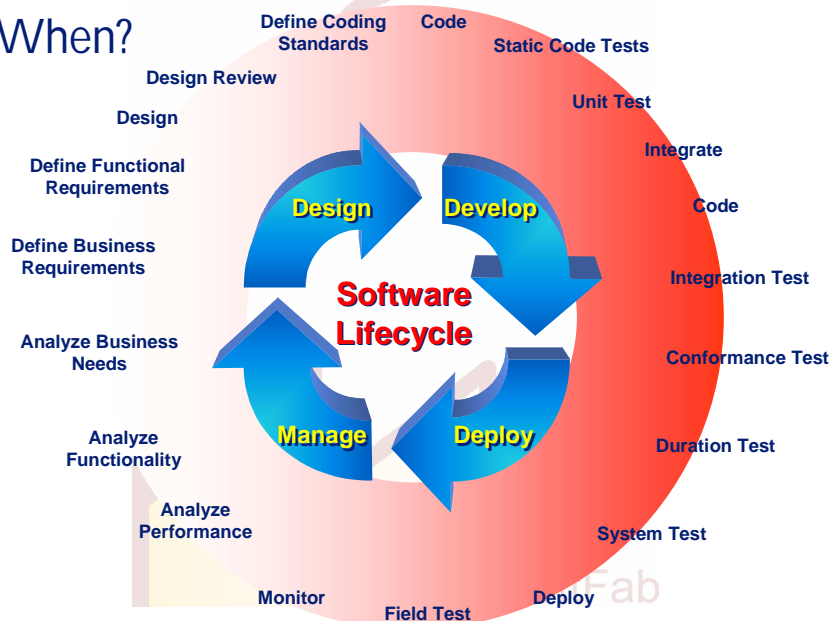 When?
Define Coding
Standards
Code
Static Code Tests
Design Review
Unit Test
Design
Integrate
Define Functional
Requirements
Code
Design
Develop
Define Business
Requirements
Integration Test
Software
Lifecycle
Analyze Business
Needs
Conformance Test
Manage
Deploy
Analyze
Functionality
Duration Test
Analyze
Performance
System Test
Monitor
Field Test
Deploy
Fab